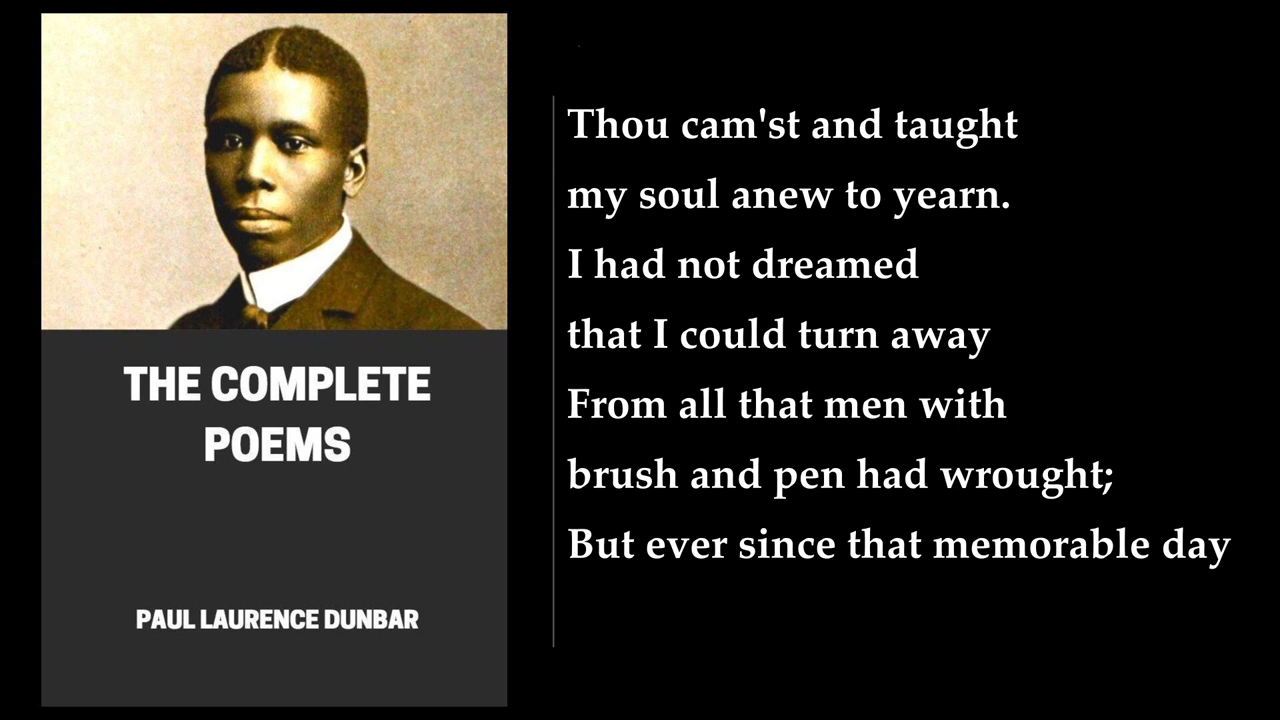 THE COMPLETE
POEMS
PAUL LAURENCE DUNBAR
Thou cam'st and taught
my soul anew to yearn.
I had not dreamed
that I could turn away
From all that men with
brush and pen had wrought;
But ever since that memorable day